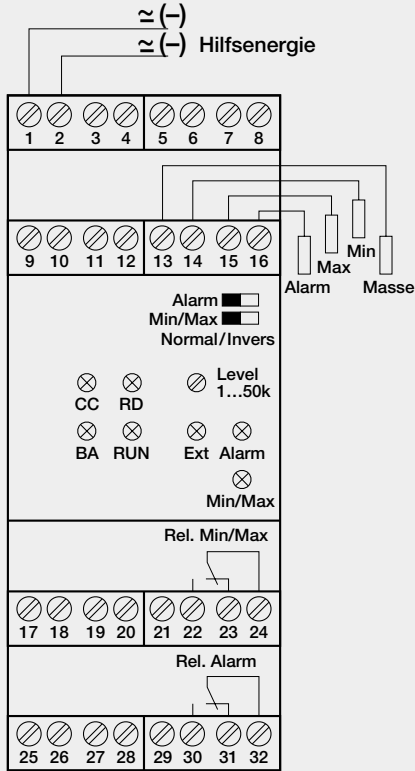 ≃ (−)
≃ (−) Hilfsenergie
1 2 3 4 5 6 7 8
9 10 11 12 13 14 15 16
Alarm Max Min Masse
Alarm
Min/Max
Normal/Invers
CC RD Level 1...50k
BA RUN Ext Alarm
Min/Max
Rel. Min/Max
17 18 19 20 21 22 23 24
Rel. Alarm
25 26 27 28 29 30 31 32